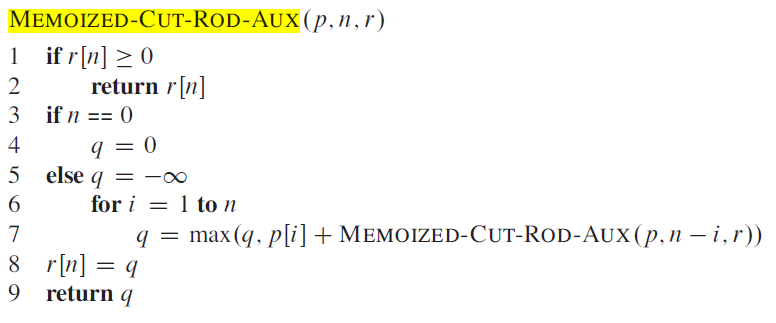 MEMOIZED-CUT-ROD-AUX(p, n, r)
1 if r[n] ≥ 0
2 return r[n]
3 if n == 0
4 q = 0
5 else q = −∞
6 for i = 1 to n
7 q = max(q, p[i] + MEMOIZED-CUT-ROD-AUX(p, n − i, r))
8 r[n] = q
9 return q